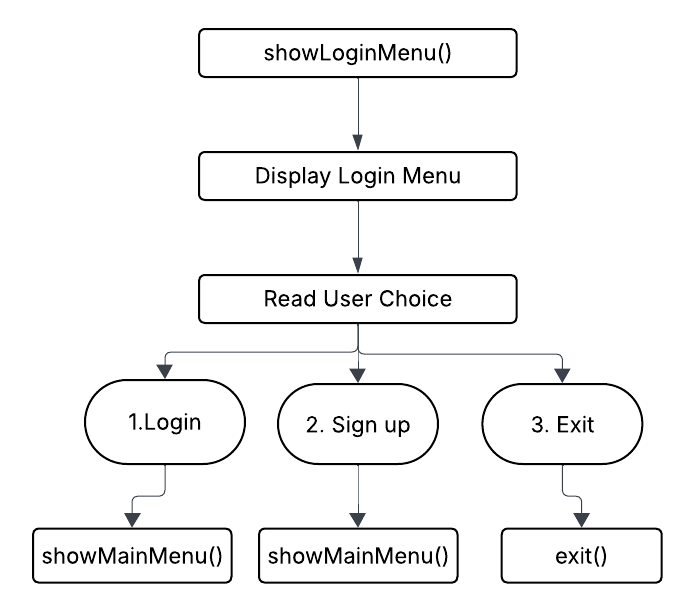 showLoginMenu()
Display Login Menu
Read User Choice
1.Login
2. Sign up
3. Exit
showMainMenu()
showMainMenu()
exit()